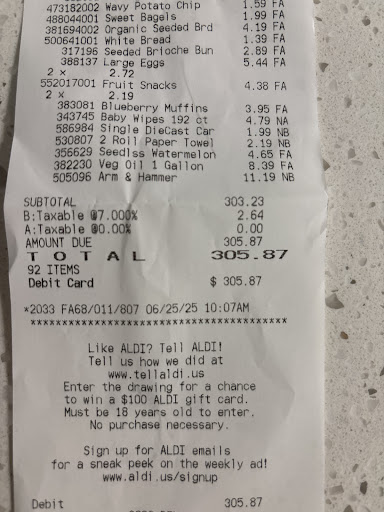 473182002 Wavy Potato Chip 1.59 FA
488044001 Sweet Bagels 1.99 FA
381694002 Organic Seeded Brd 4.19 FA
500641001 White Bread 1.39 FA
317196 Seeded Brioche Bun 2.89 FA
388137 Large Eggs 5.44 FA
2 x 2.72
552017001 Fruit Snacks 4.38 FA
2 x 2.19
383081 Blueberry Muffins 3.95 FA
343745 Baby Wipes 192 ct 4.79 NA
586984 Single DieCast Car 1.99 NB
530807 2 Roll Paper Towel 2.19 NB
356629 Seedlss Watermelon 4.65 FA
382230 Veg Oil 1 Gallon 8.39 FA
505096 Arm & Hammer 11.19 NB
SUBTOTAL 303.23
B:Taxable @7.000% 2.64
A:Taxable @0.00% 0.00
AMOUNT DUE 305.87
TOTAL 305.87
92 ITEMS
Debit Card $ 305.87
*2033 FA68/011/807 06/25/25 10:07AM
Like ALDI? Tell ALDI!
Tell us how we did at
www.tellaldi.us
Enter the drawing for a chance
to win a $100 ALDI gift card.
Must be 18 years old to enter.
No purchase necessary.
Sign up for ALDI emails
for a sneak peek on the weekly ad!
www.aldi.us/signup
Debit 305.87